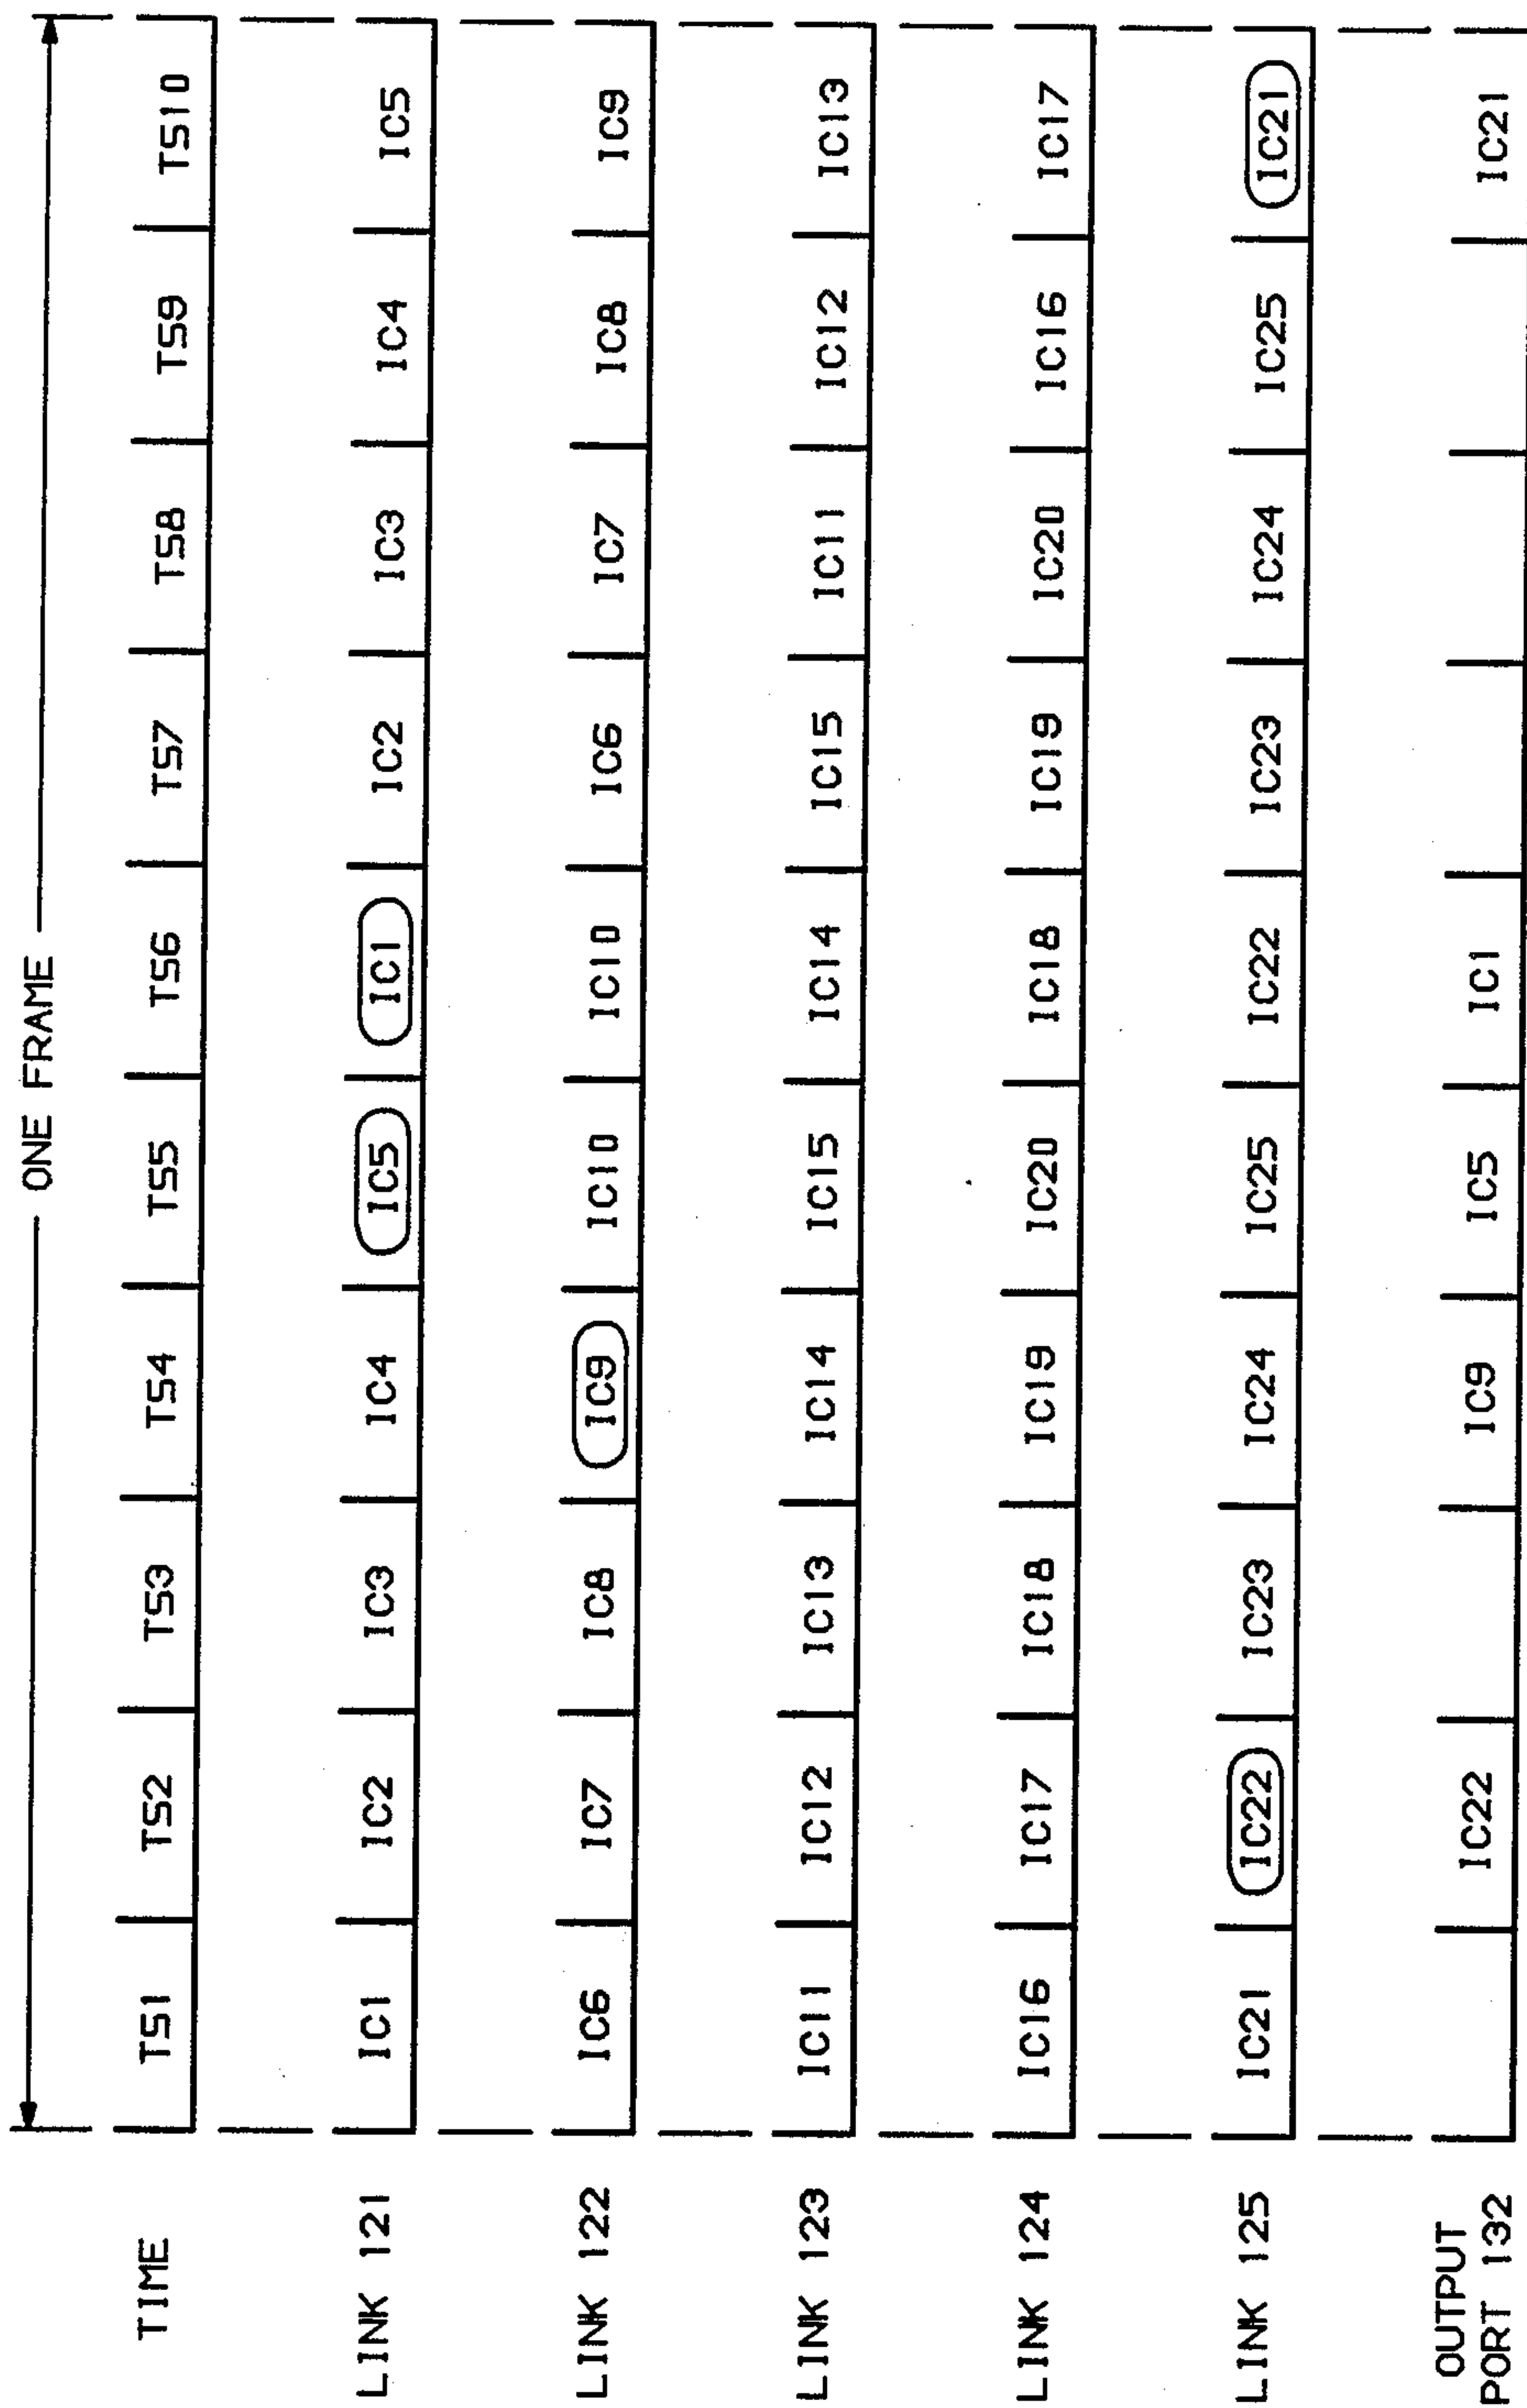 ONE FRAME
TIME TS1 TS2 TS3 TS4 TS5 TS6 TS7 TS8 TS9 TS10
LINK 121 IC1 IC2 IC3 IC4 IC5 IC1 IC2 IC3 IC4 IC5
LINK 122 IC6 IC7 IC8 IC9 IC10 IC10 IC6 IC7 IC8 IC9
LINK 123 IC11 IC12 IC13 IC14 IC15 IC14 IC15 IC11 IC12 IC13
LINK 124 IC16 IC17 IC18 IC19 IC20 IC18 IC19 IC20 IC16 IC17
LINK 125 IC21 IC22 IC23 IC24 IC25 IC22 IC23 IC24 IC25 IC21
OUTPUT
PORT 132 IC22 IC9 IC5 IC1 IC21